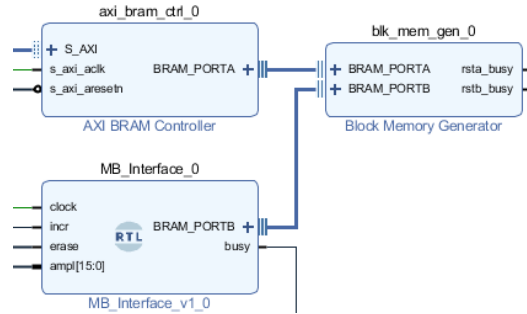 axi_bram_ctrl_0
S_AXI
s_axi_aclk
BRAM_PORTA
s_axi_aresetn
AXI BRAM Controller
blk_mem_gen_0
BRAM_PORTA
rsta_busy
BRAM_PORTB
rstb_busy
Block Memory Generator
MB_Interface_0
clock
incr
BRAM_PORTB
RTL
erase
busy
ampl[15:0]
MB_Interface_v1_0